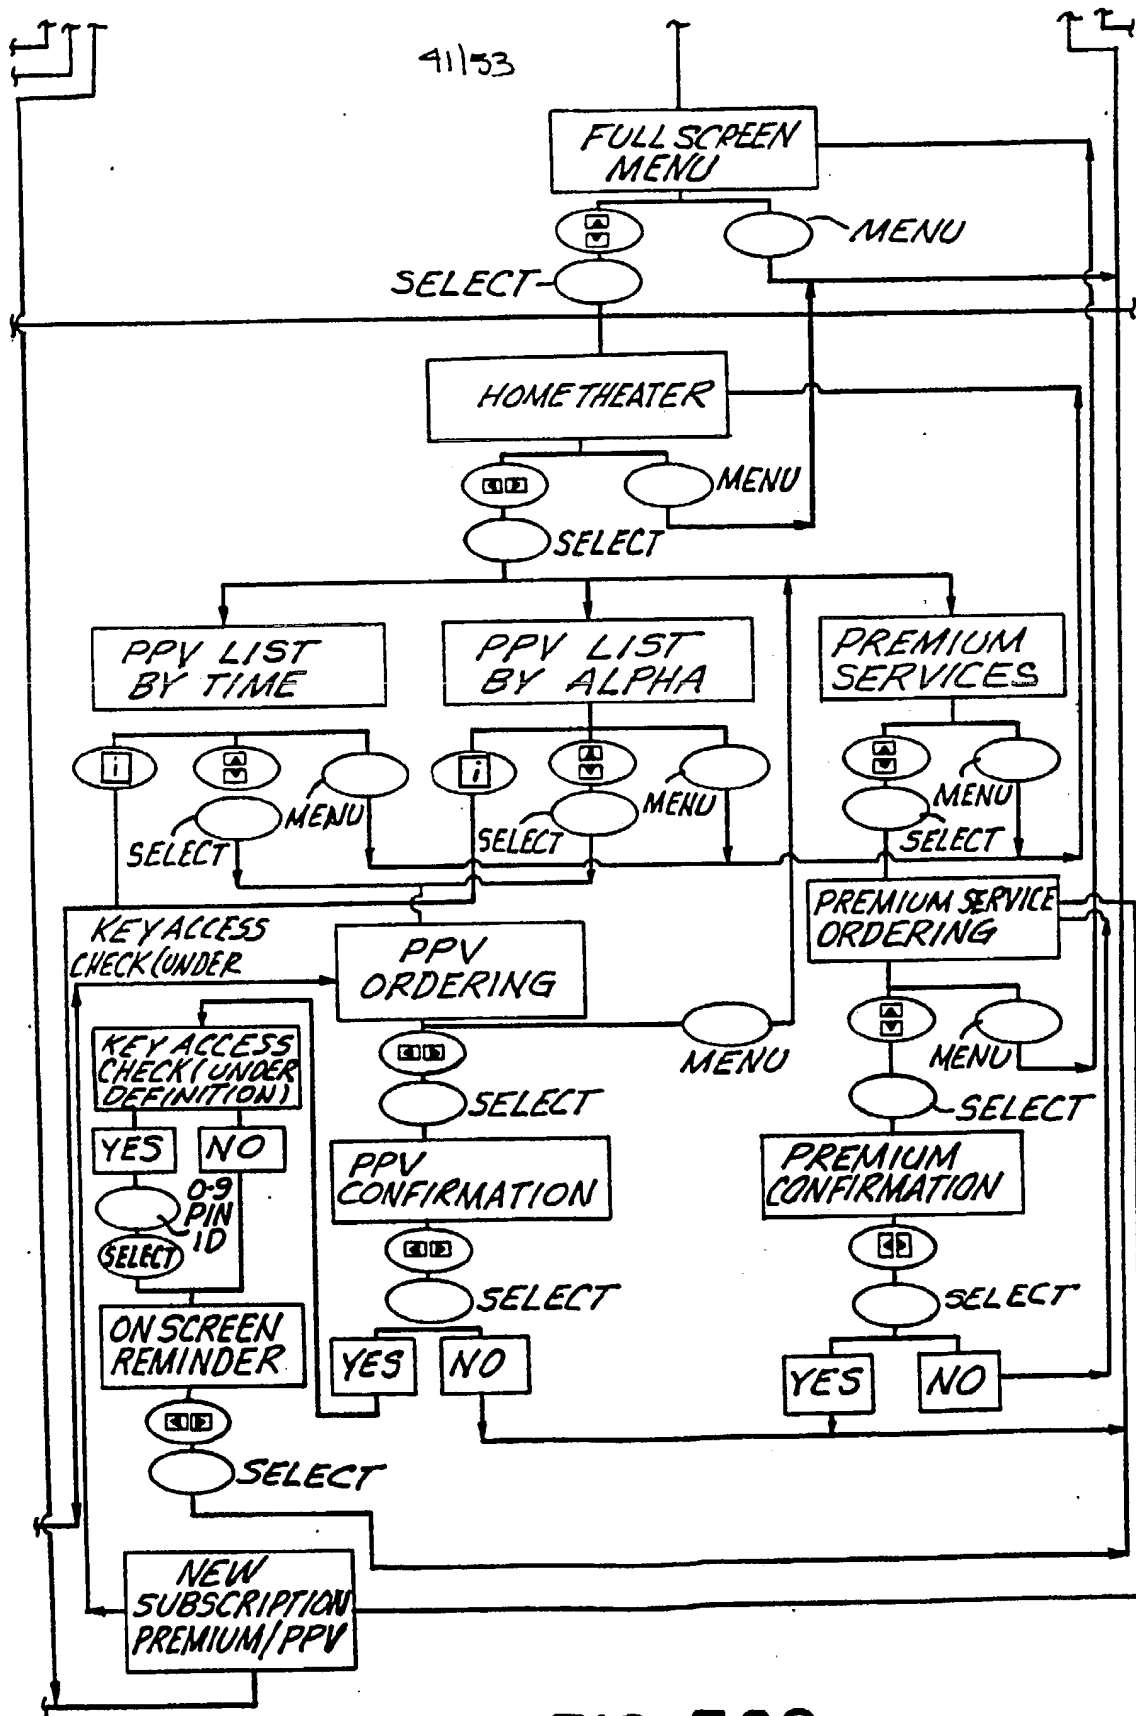 41/53
FULL SCREEN
MENU
MENU
SELECT
HOME THEATER
MENU
SELECT
PPV LIST
BY TIME
PPV LIST
BY ALPHA
PREMIUM
SERVICES
i
MENU
SELECT
i
MENU
SELECT
MENU
SELECT
KEY ACCESS
CHECK (UNDER
PPV
ORDERING
PREMIUM SERVICE
ORDERING
MENU
MENU
SELECT
SELECT
KEY ACCESS
CHECK (UNDER
DEFINITION)
YES
NO
0-9
PIN
ID
SELECT
PPV
CONFIRMATION
PREMIUM
CONFIRMATION
SELECT
SELECT
ON SCREEN
REMINDER
YES
NO
YES
NO
SELECT
NEW
SUBSCRIPTION
PREMIUM/PPV